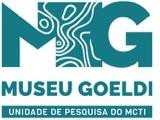 MG
MUSEU GOELDI
UNIDADE DE PESQUISA DO MCTI